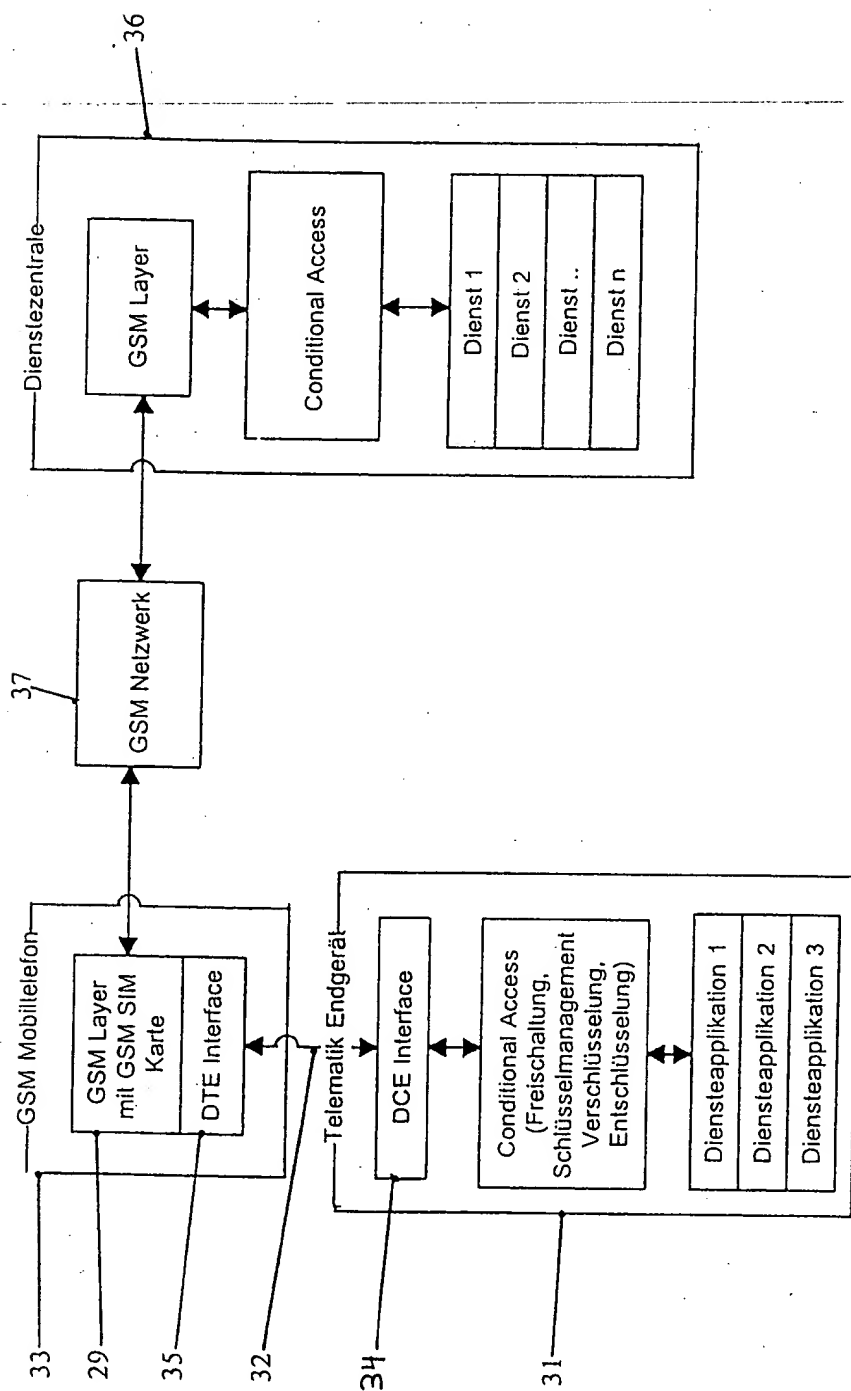 GSM Mobiltelefon
GSM Layer
mit GSM SIM
Karte
DTE Interface
33
29
35
32
Telematik Endgerät
DCE Interface
Conditional Access
(Freischaltung,
Schlüsselmanagement
Verschlüsselung,
Entschlüsselung)
Diensteapplikation 1
Diensteapplikation 2
Diensteapplikation 3
34
31
37
GSM Netzwerk
Dienstezentrale
GSM Layer
Conditional Access
Dienst 1
Dienst 2
Dienst ..
Dienst n
36